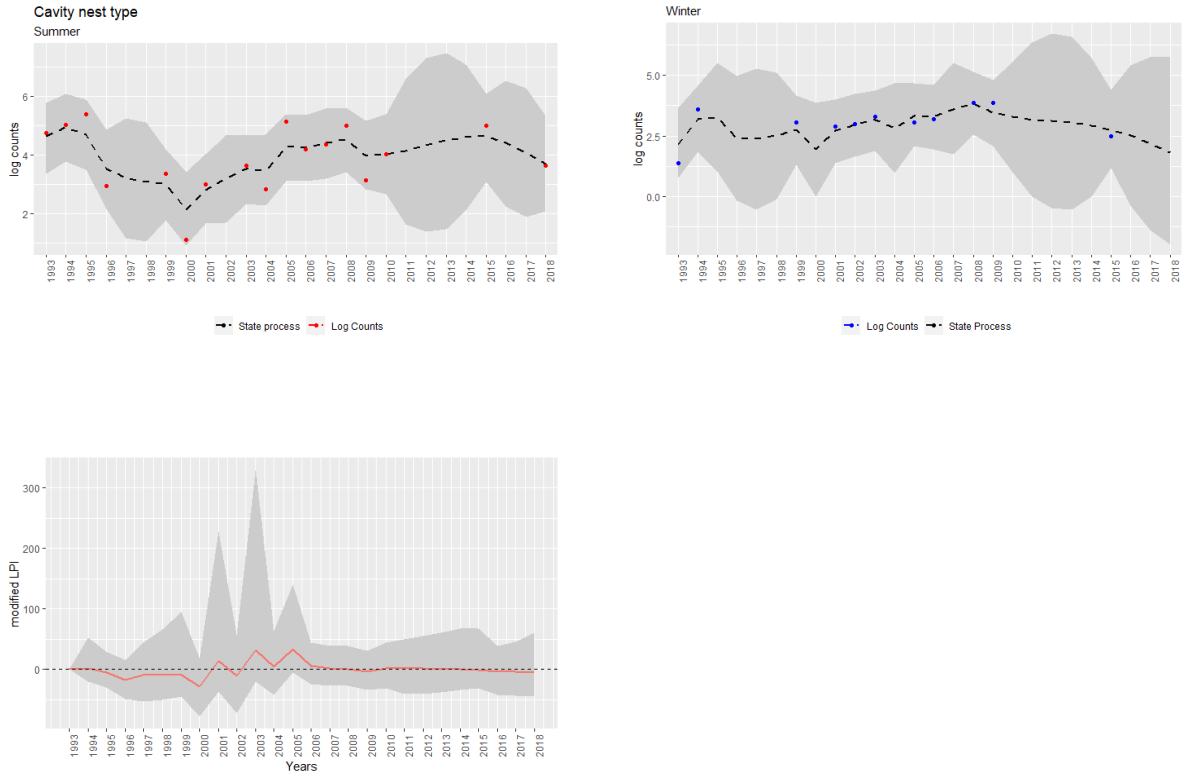 Cavity nest type
Summer
log counts
6
4
2
1993 1994 1995 1996 1997 1998 1999 2000 2001 2002 2003 2004 2005 2006 2007 2008 2009 2010 2011 2012 2013 2014 2015 2016 2017 2018
State process Log Counts
Winter
log counts
5.0
2.5
0.0
1993 1994 1995 1996 1997 1998 1999 2000 2001 2002 2003 2004 2005 2006 2007 2008 2009 2010 2011 2012 2013 2014 2015 2016 2017 2018
Log Counts State Process
modified LPI
300
200
100
0
1993 1994 1995 1996 1997 1998 1999 2000 2001 2002 2003 2004 2005 2006 2007 2008 2009 2010 2011 2012 2013 2014 2015 2016 2017 2018
Years